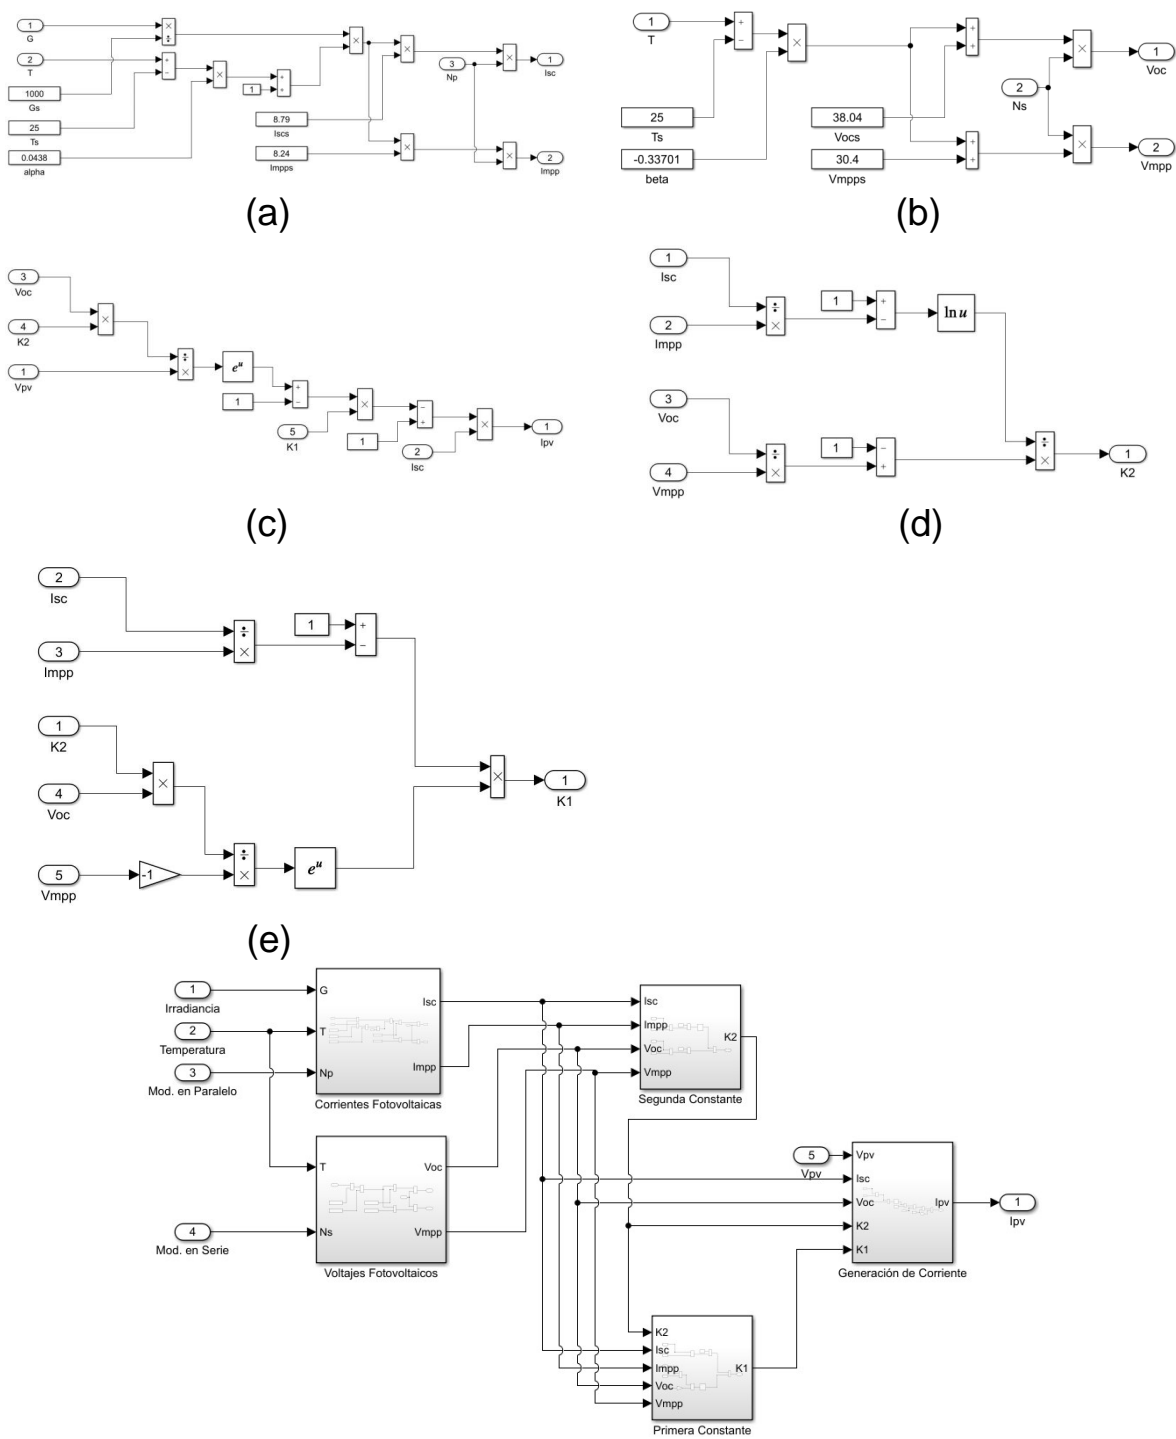 1
G
2
T
1000
Gs
25
Ts
0.0438
alpha
×
÷
+
−
×
1
+
+
×
8.79
Iscs
8.24
Impps
×
×
3
Np
×
×
1
Isc
2
Impp
(a)
1
T
+
−
×
25
Ts
-0.33701
beta
38.04
Vocs
30.4
Vmpps
+
+
+
+
2
Ns
×
×
1
Voc
2
Vmpp
(b)
3
Voc
4
K2
1
Vpv
×
÷
×
e^u
1
+
−
5
K1
×
1
−
+
2
Isc
×
1
Ipv
(c)
1
Isc
2
Impp
÷
×
1
+
−
ln u
3
Voc
4
Vmpp
÷
×
1
−
+
÷
×
1
K2
(d)
2
Isc
3
Impp
÷
×
1
+
−
1
K2
4
Voc
×
5
Vmpp
-1
÷
×
e^u
×
1
K1
(e)
1
Irradiancia
2
Temperatura
3
Mod. en Paralelo
4
Mod. en Serie
G
T
Np
Isc
Impp
Corrientes Fotovoltaicas
T
Ns
Voc
Vmpp
Voltajes Fotovoltaicos
Isc
Impp
Voc
Vmpp
K2
Segunda Constante
5
Vpv
Vpv
Isc
Voc
K2
K1
Ipv
Generación de Corriente
1
Ipv
K2
Isc
Impp
Voc
Vmpp
K1
Primera Constante